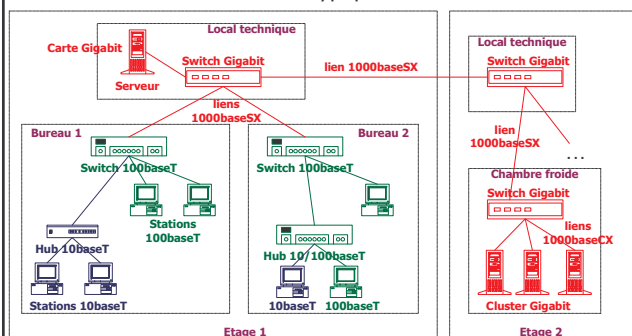 Local technique
Carte Gigabit
Switch Gigabit
Serveur
lien 1000baseSX
Local technique
Switch Gigabit
liens
1000baseSX
Bureau 1
Bureau 2
Switch 100baseT
Switch 100baseT
Stations
100baseT
Hub 10baseT
Stations 10baseT
Hub 10/100baseT
10baseT
100baseT
lien
1000baseSX
...
Chambre froide
Switch Gigabit
liens
1000baseCX
Cluster Gigabit
Etage 1
Etage 2